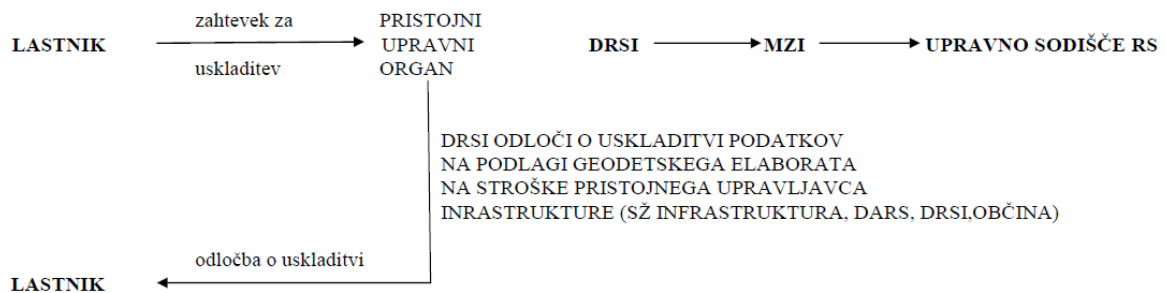 zahtevek za
LASTNIK
uskladitev
PRISTOJNI
UPRAVNI
ORGAN
DRSI
MZI
UPRAVNO SODIŠČE RS
DRSI ODLOČI O USKLADITVI PODATKOV
NA PODLAGI GEODETSKEGA ELABORATA
NA STROŠKE PRISTOJNEGA UPRAVLJAVCA
INRASTRUKTURE (SŽ INFRASTRUKTURA, DARS, DRSI,OBČINA)
odločba o uskladitvi
LASTNIK